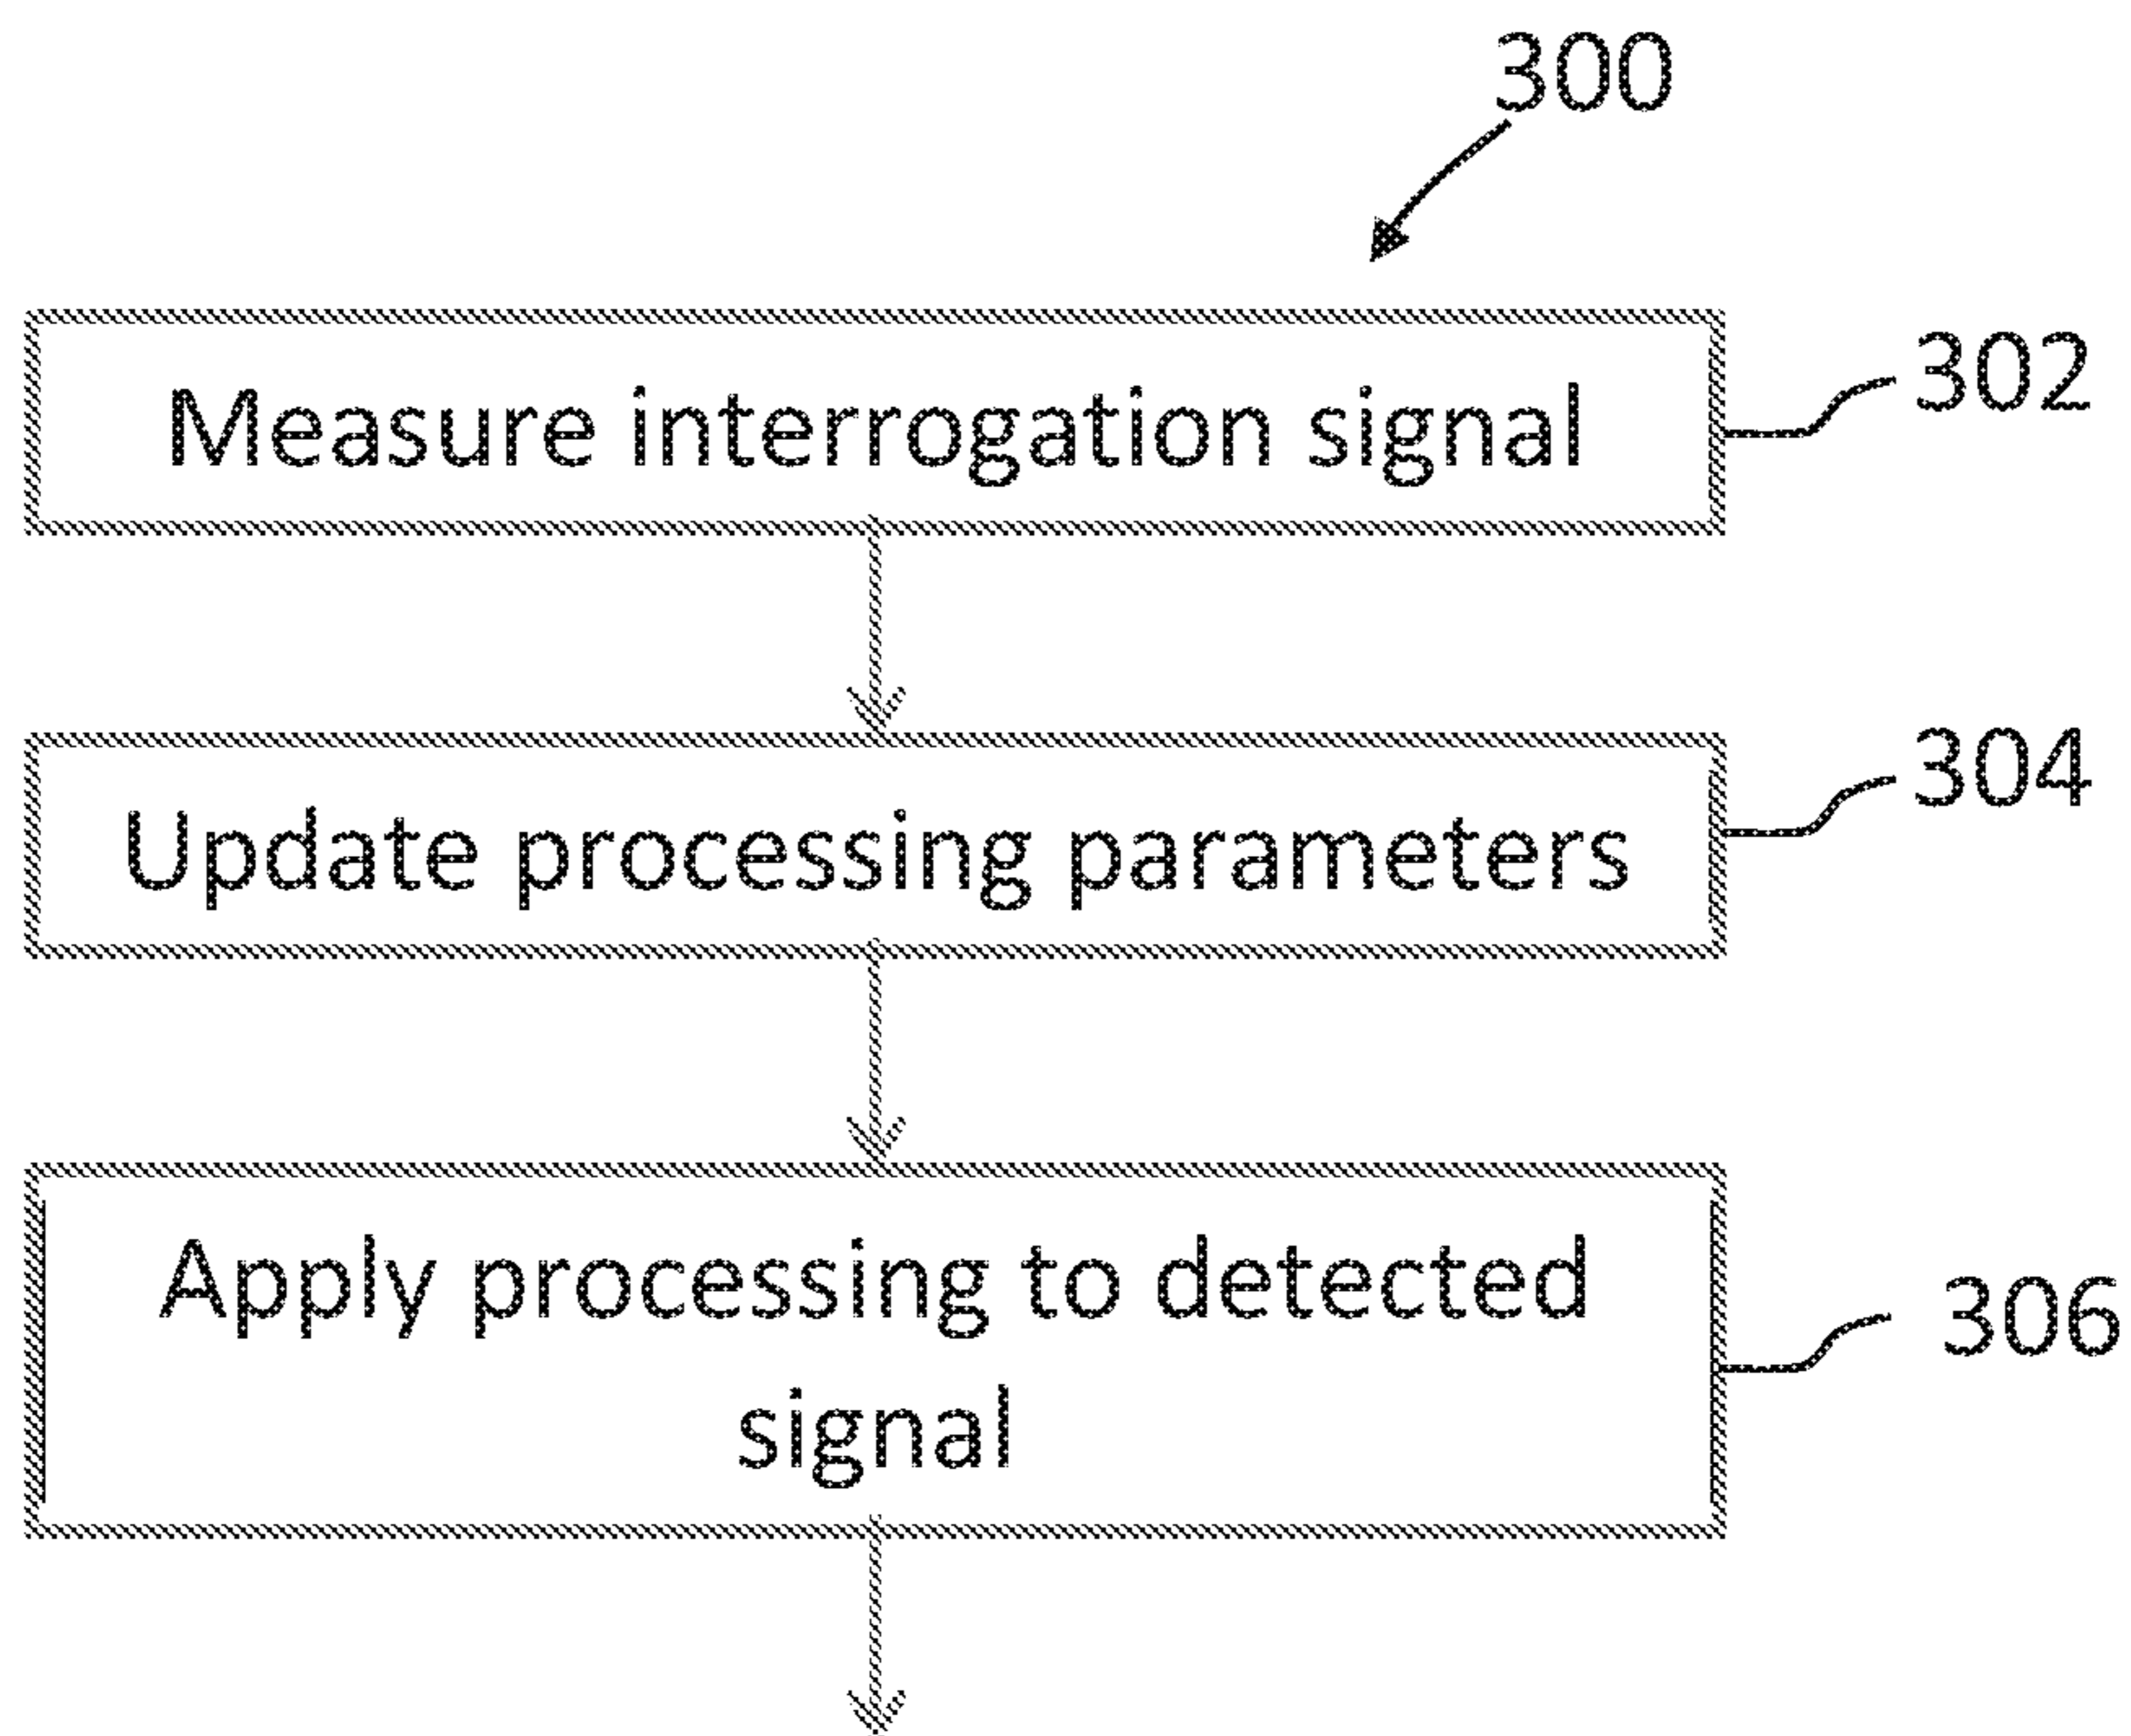 300
Measure interrogation signal
302
Update processing parameters
304
Apply processing to detected
signal
306